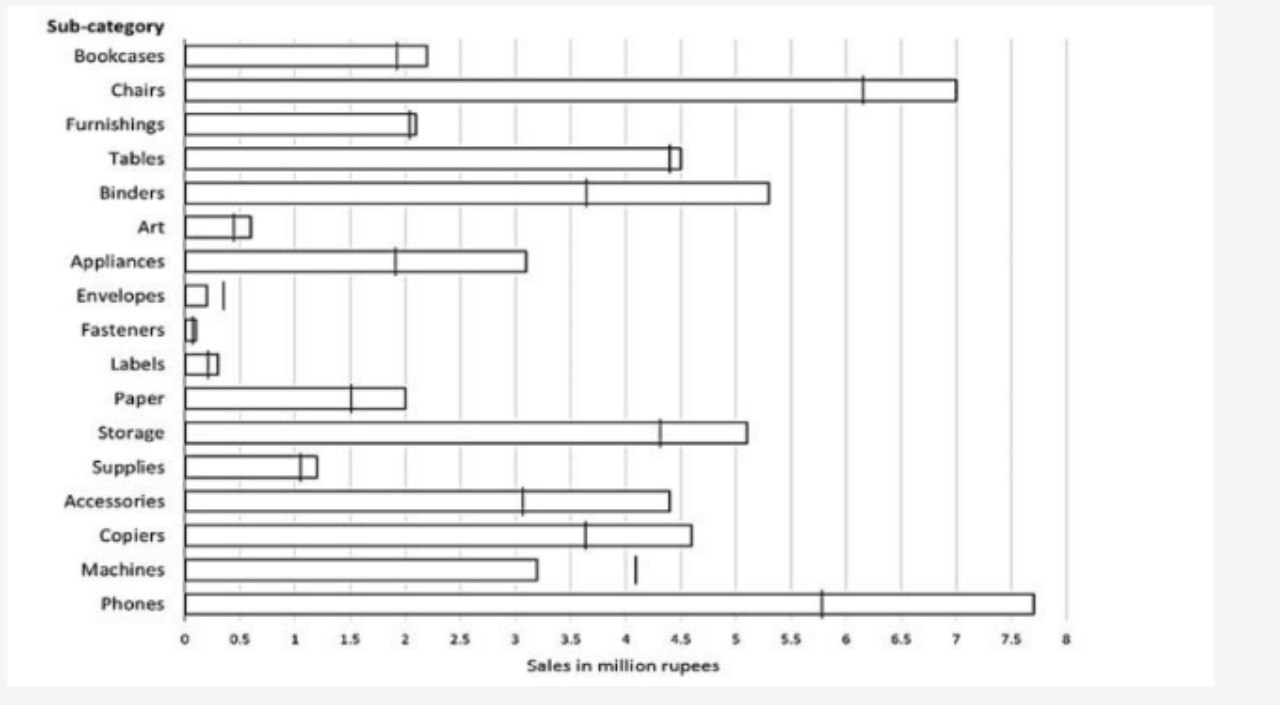 Sub-category
Bookcases
Chairs
Furnishings
Tables
Binders
Art
Appliances
Envelopes
Fasteners
Labels
Paper
Storage
Supplies
Accessories
Copiers
Machines
Phones
0 0.5 1 1.5 2 2.5 3 3.5 4 4.5 5 5.5 6 6.5 7 7.5 8
Sales in million rupees